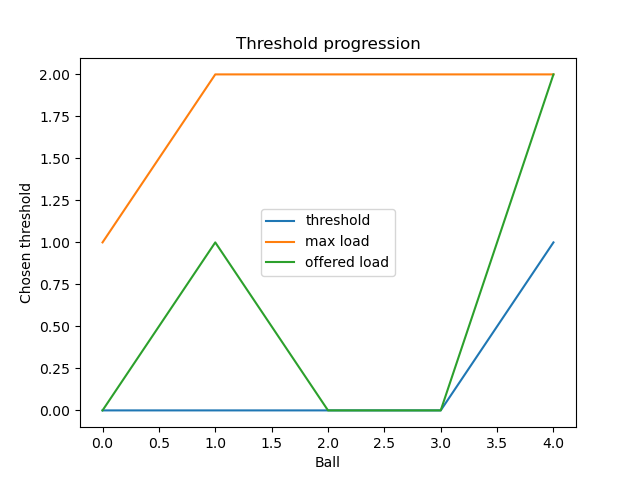 Threshold progression
Chosen threshold
2.00
1.75
1.50
1.25
1.00
0.75
0.50
0.25
0.00
threshold
max load
offered load
0.0 0.5 1.0 1.5 2.0 2.5 3.0 3.5 4.0
Ball